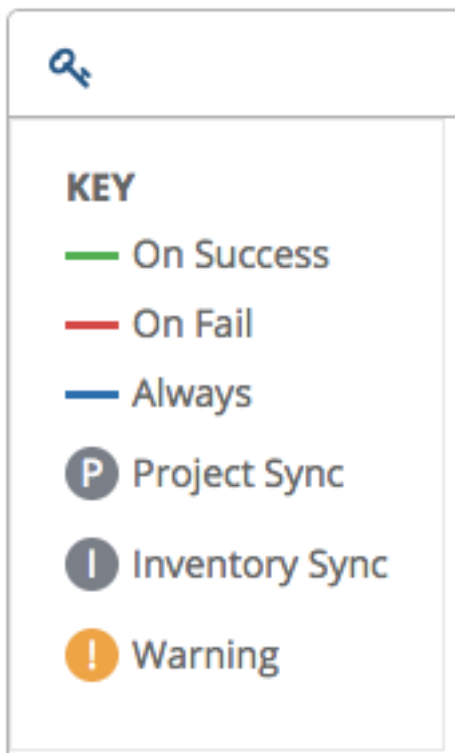 KEY
On Success
On Fail
Always
P Project Sync
I Inventory Sync
! Warning